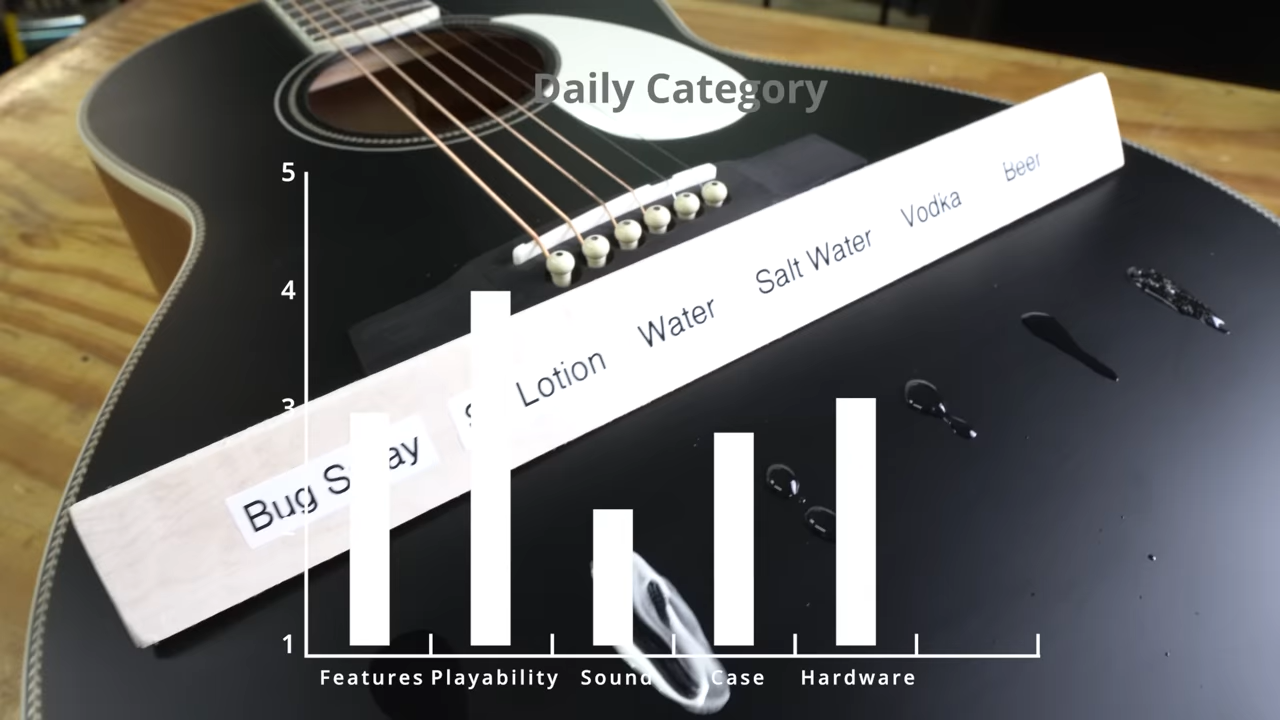 Daily Category
5
4
3
1
Features Playability Sound Case Hardware
Bug Spray
Lotion
Water
Salt Water
Vodka
Beer